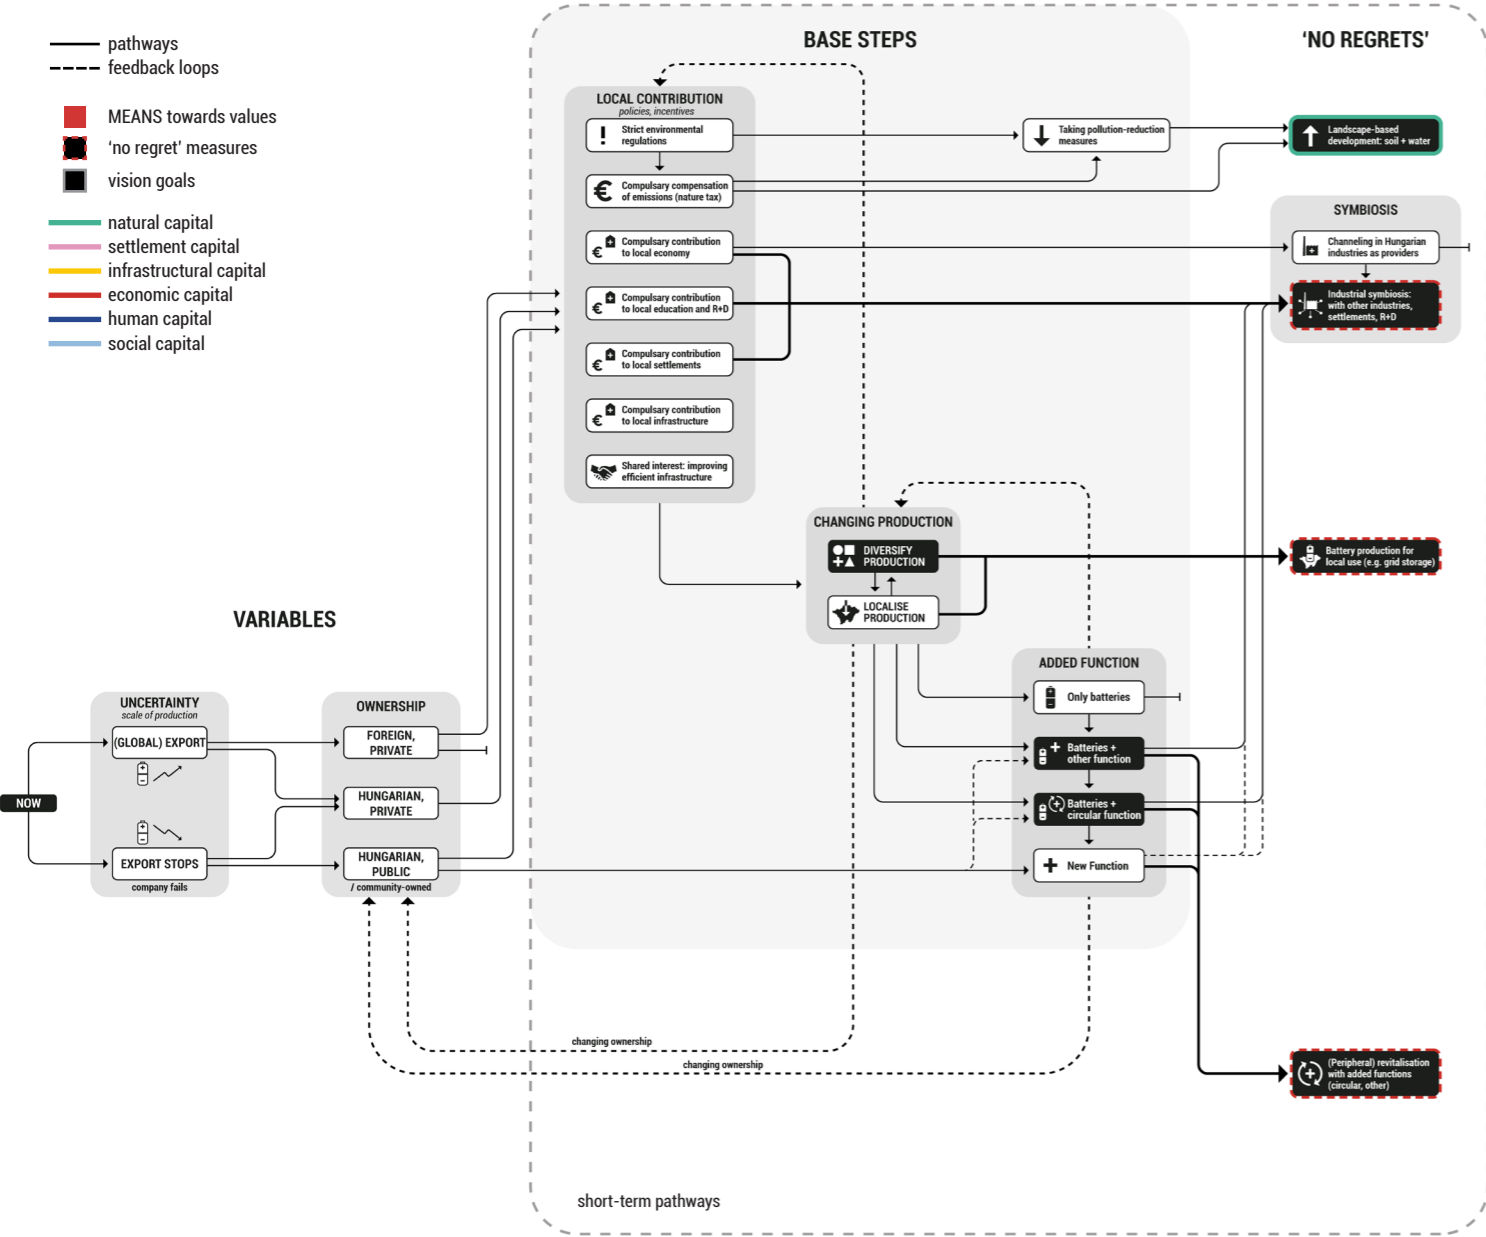 pathways
feedback loops
MEANS towards values
‘no regret’ measures
vision goals
natural capital
settlement capital
infrastructural capital
economic capital
human capital
social capital
VARIABLES
NOW
UNCERTAINTY
scale of production
(GLOBAL) EXPORT
EXPORT STOPS
company fails
OWNERSHIP
FOREIGN,
PRIVATE
HUNGARIAN,
PRIVATE
HUNGARIAN,
PUBLIC
/ community-owned
BASE STEPS
LOCAL CONTRIBUTION
policies, incentives
! Strict environmental
regulations
€ Compulsary compensation
of emissions (nature tax)
€ Compulsary contribution
to local economy
€ Compulsary contribution
to local education and R+D
€ Compulsary contribution
to local settlements
€ Compulsary contribution
to local infrastructure
Shared interest: improving
efficient infrastructure
Taking pollution-reduction
measures
CHANGING PRODUCTION
DIVERSIFY
PRODUCTION
LOCALISE
PRODUCTION
ADDED FUNCTION
Only batteries
Batteries +
other function
Batteries +
circular function
New Function
changing ownership
changing ownership
short-term pathways
‘NO REGRETS’
Landscape-based
development: soil + water
SYMBIOSIS
Channeling in Hungarian
industries as providers
Industrial symbiosis:
with other industries,
settlements, R+D
Battery production for
local use (e.g. grid storage)
(Peripheral) revitalisation
with added functions
(circular, other)